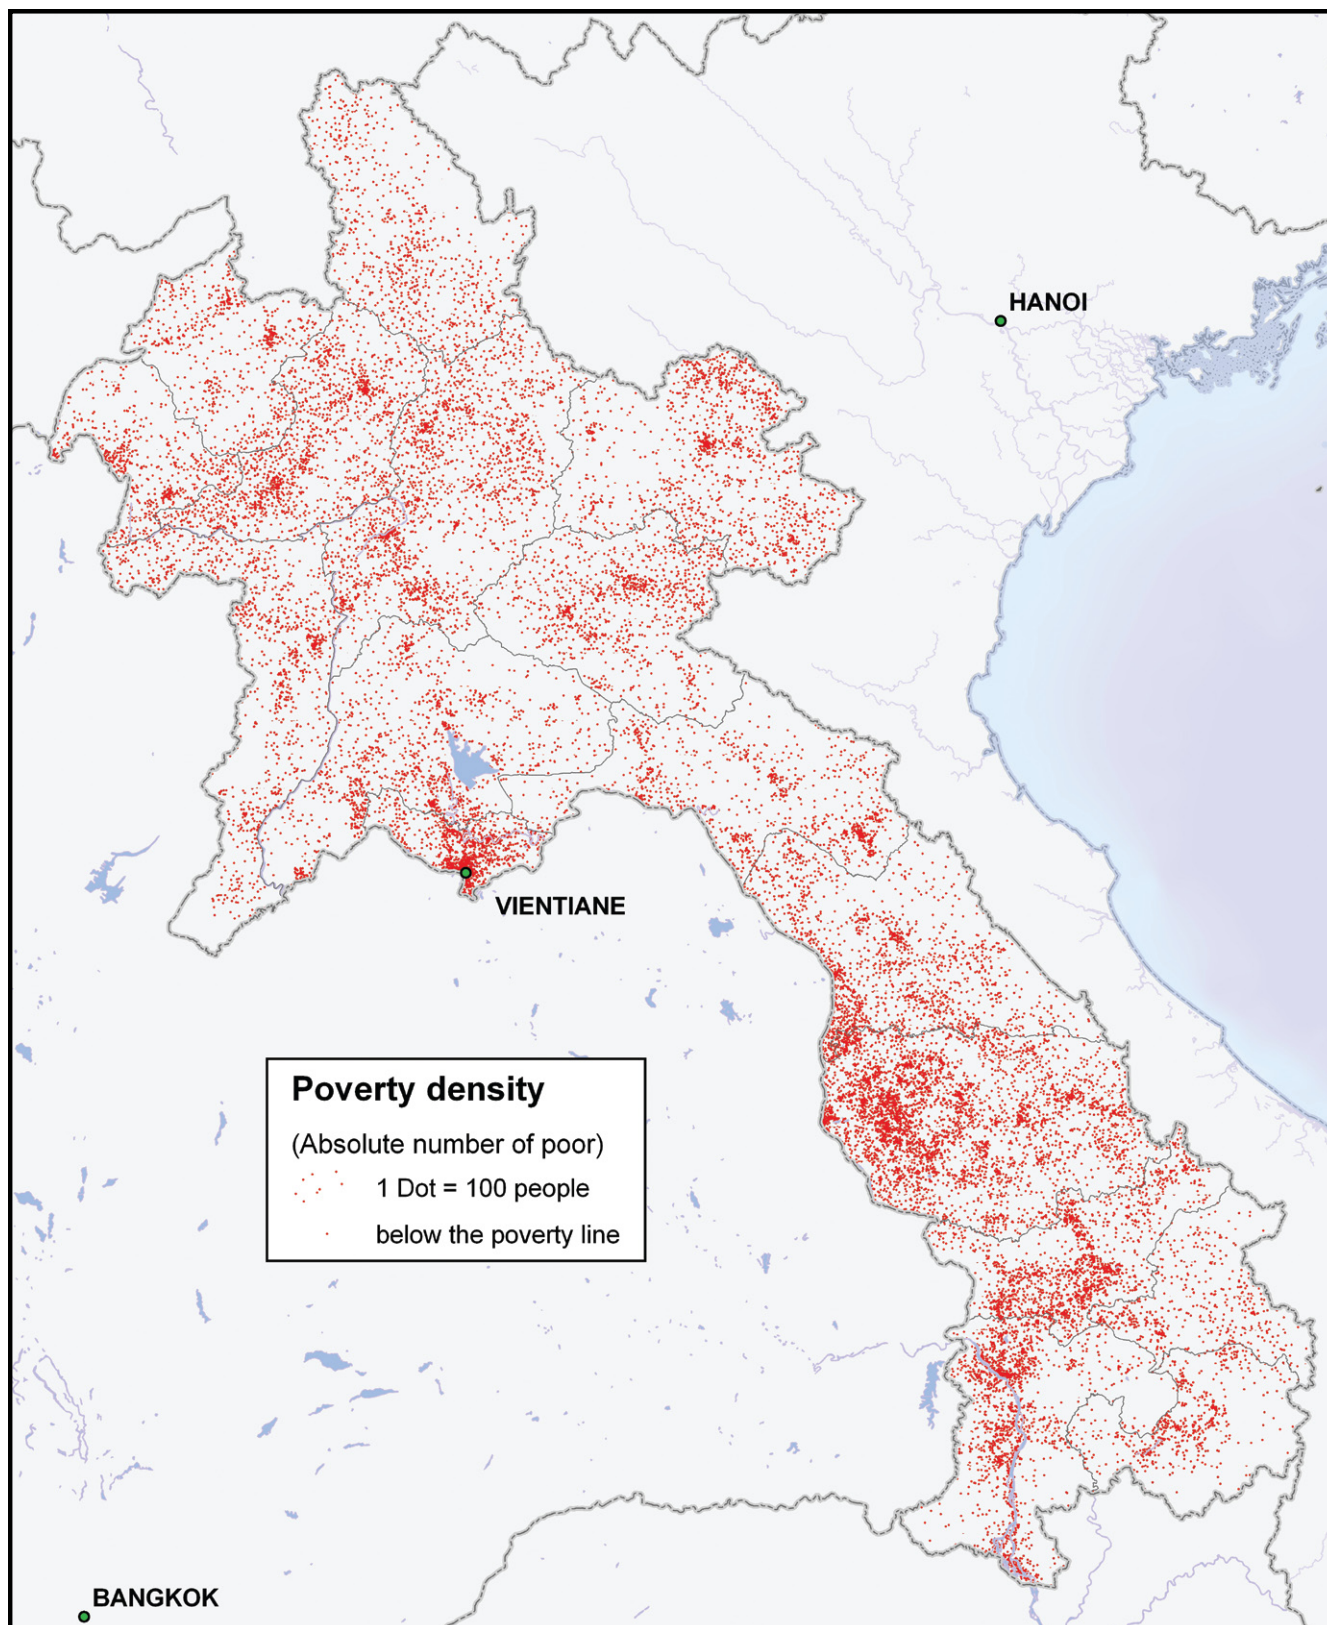 HANOI
VIENTIANE
Poverty density
(Absolute number of poor)
1 Dot = 100 people
below the poverty line
BANGKOK